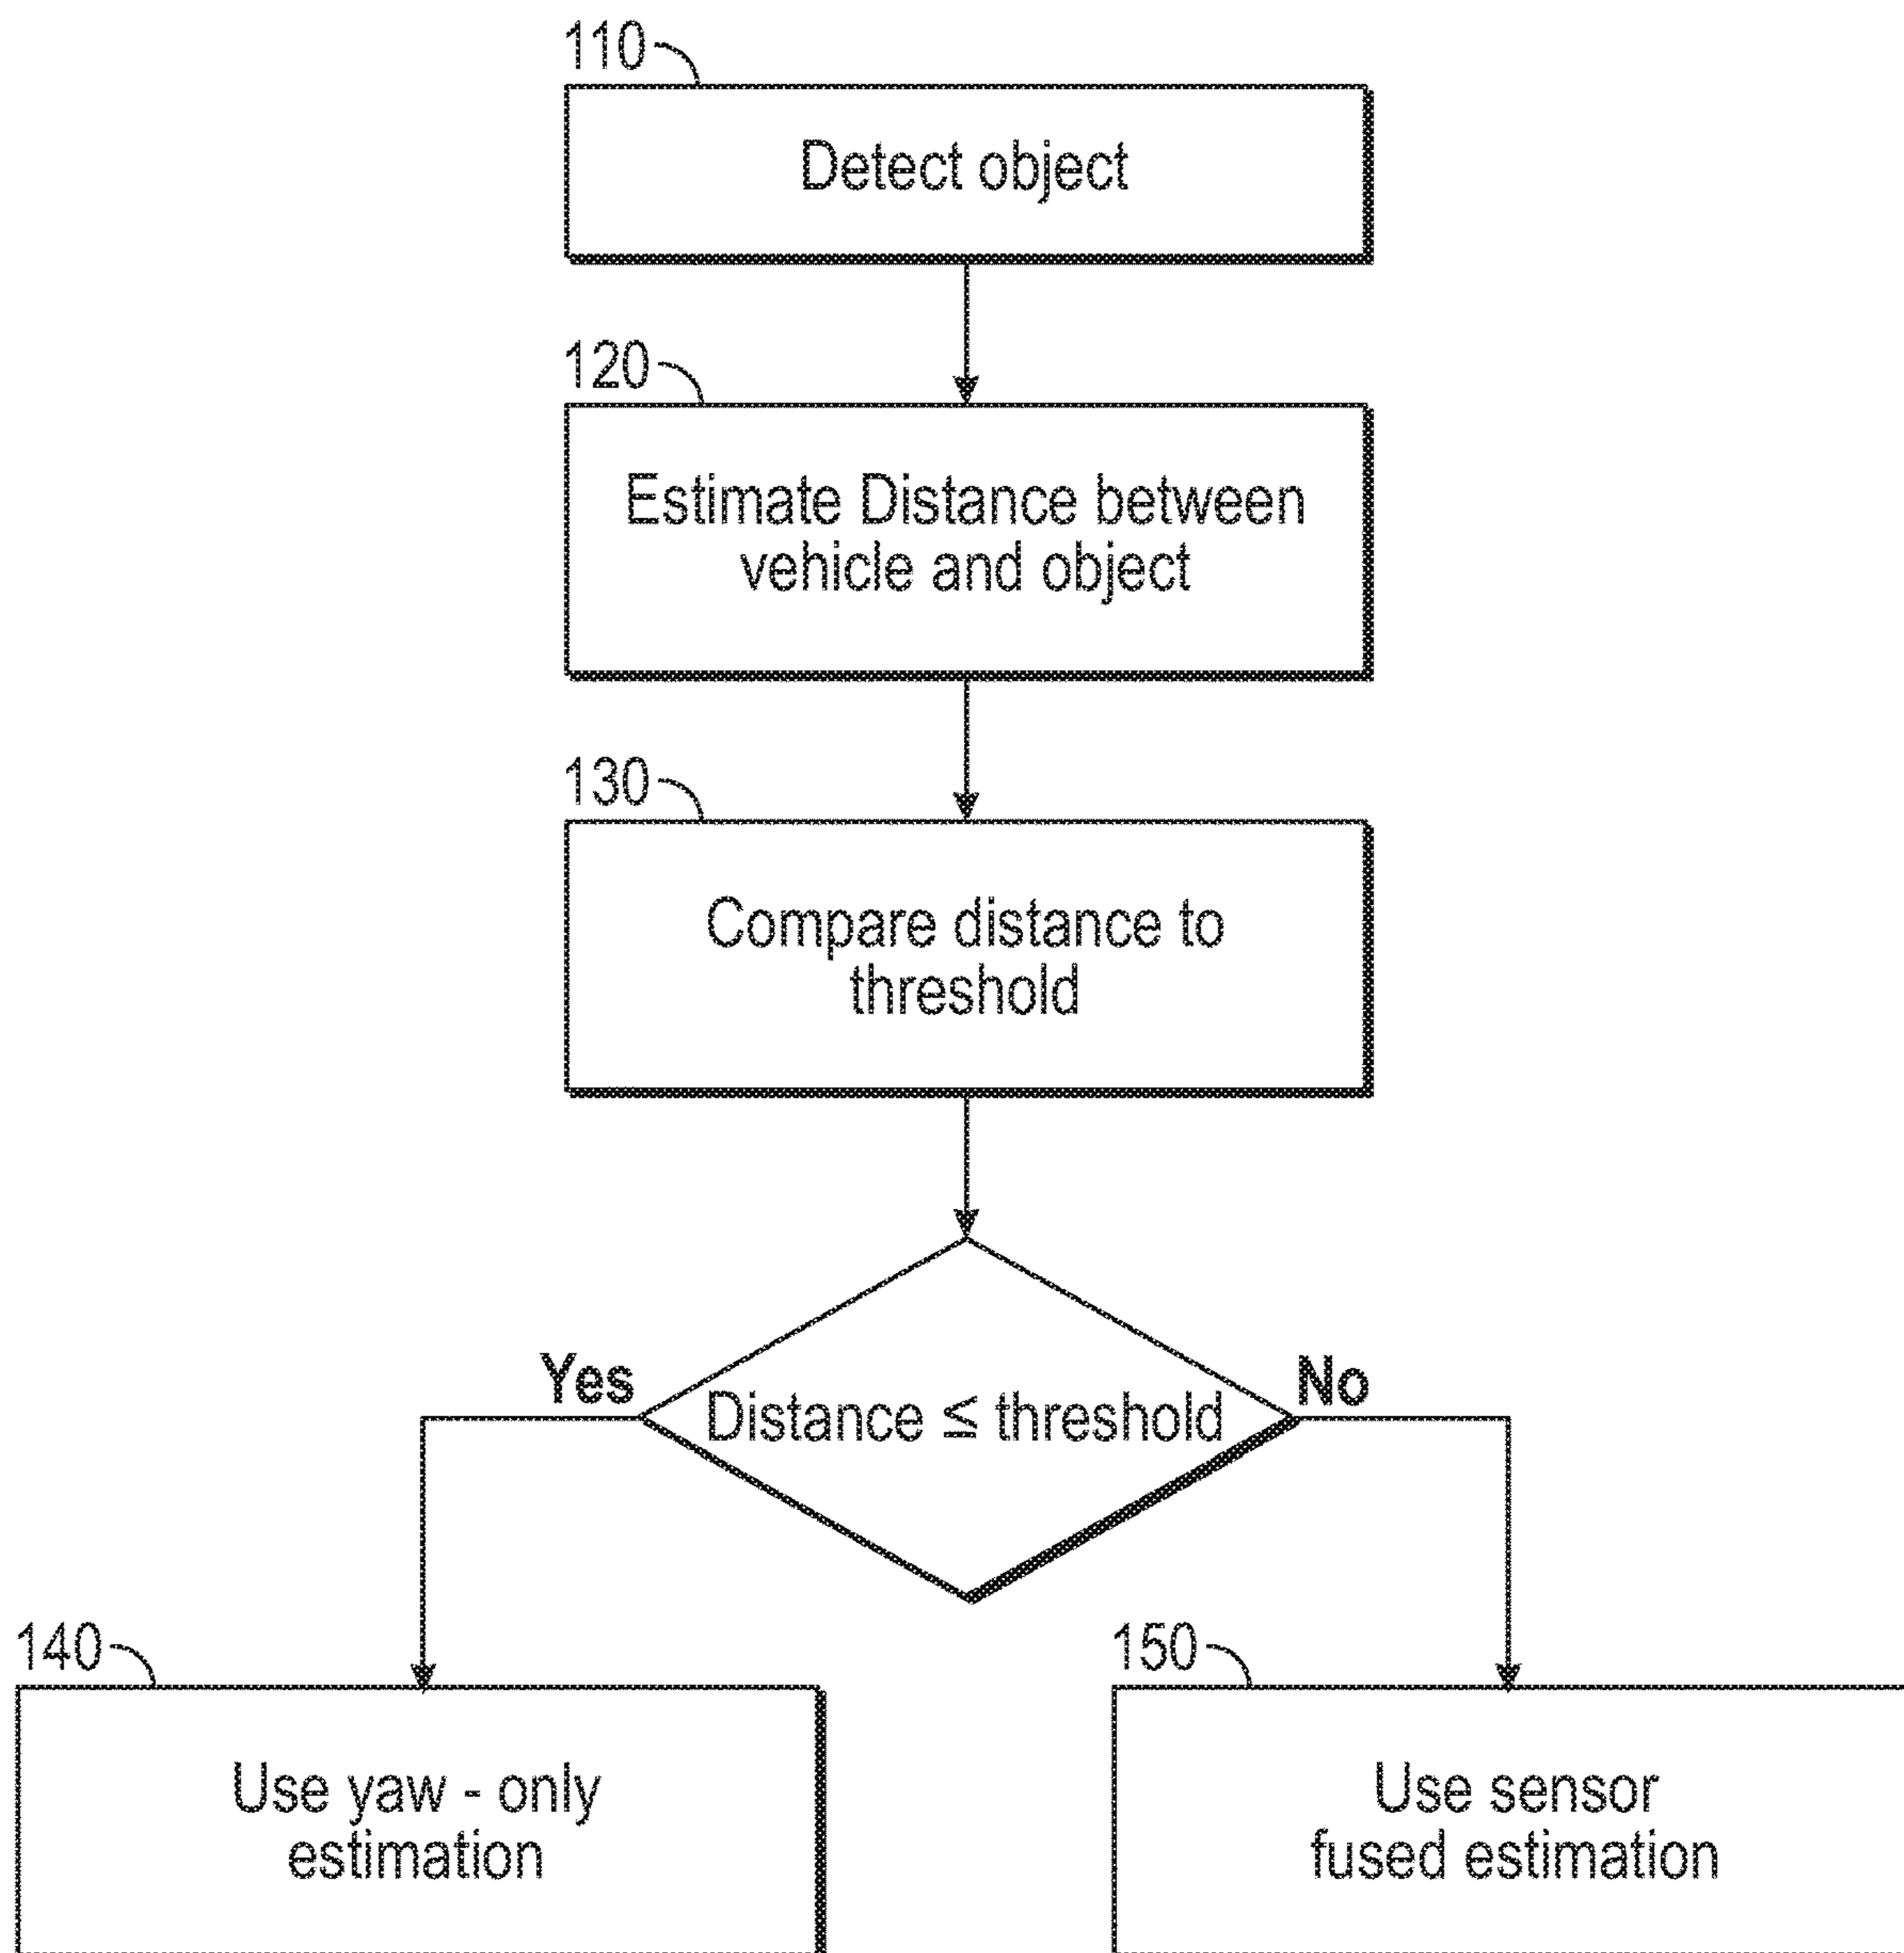 110
Detect object
120
Estimate Distance between
vehicle and object
130
Compare distance to
threshold
Yes
Distance ≤ threshold
No
140
Use yaw - only
estimation
150
Use sensor
fused estimation